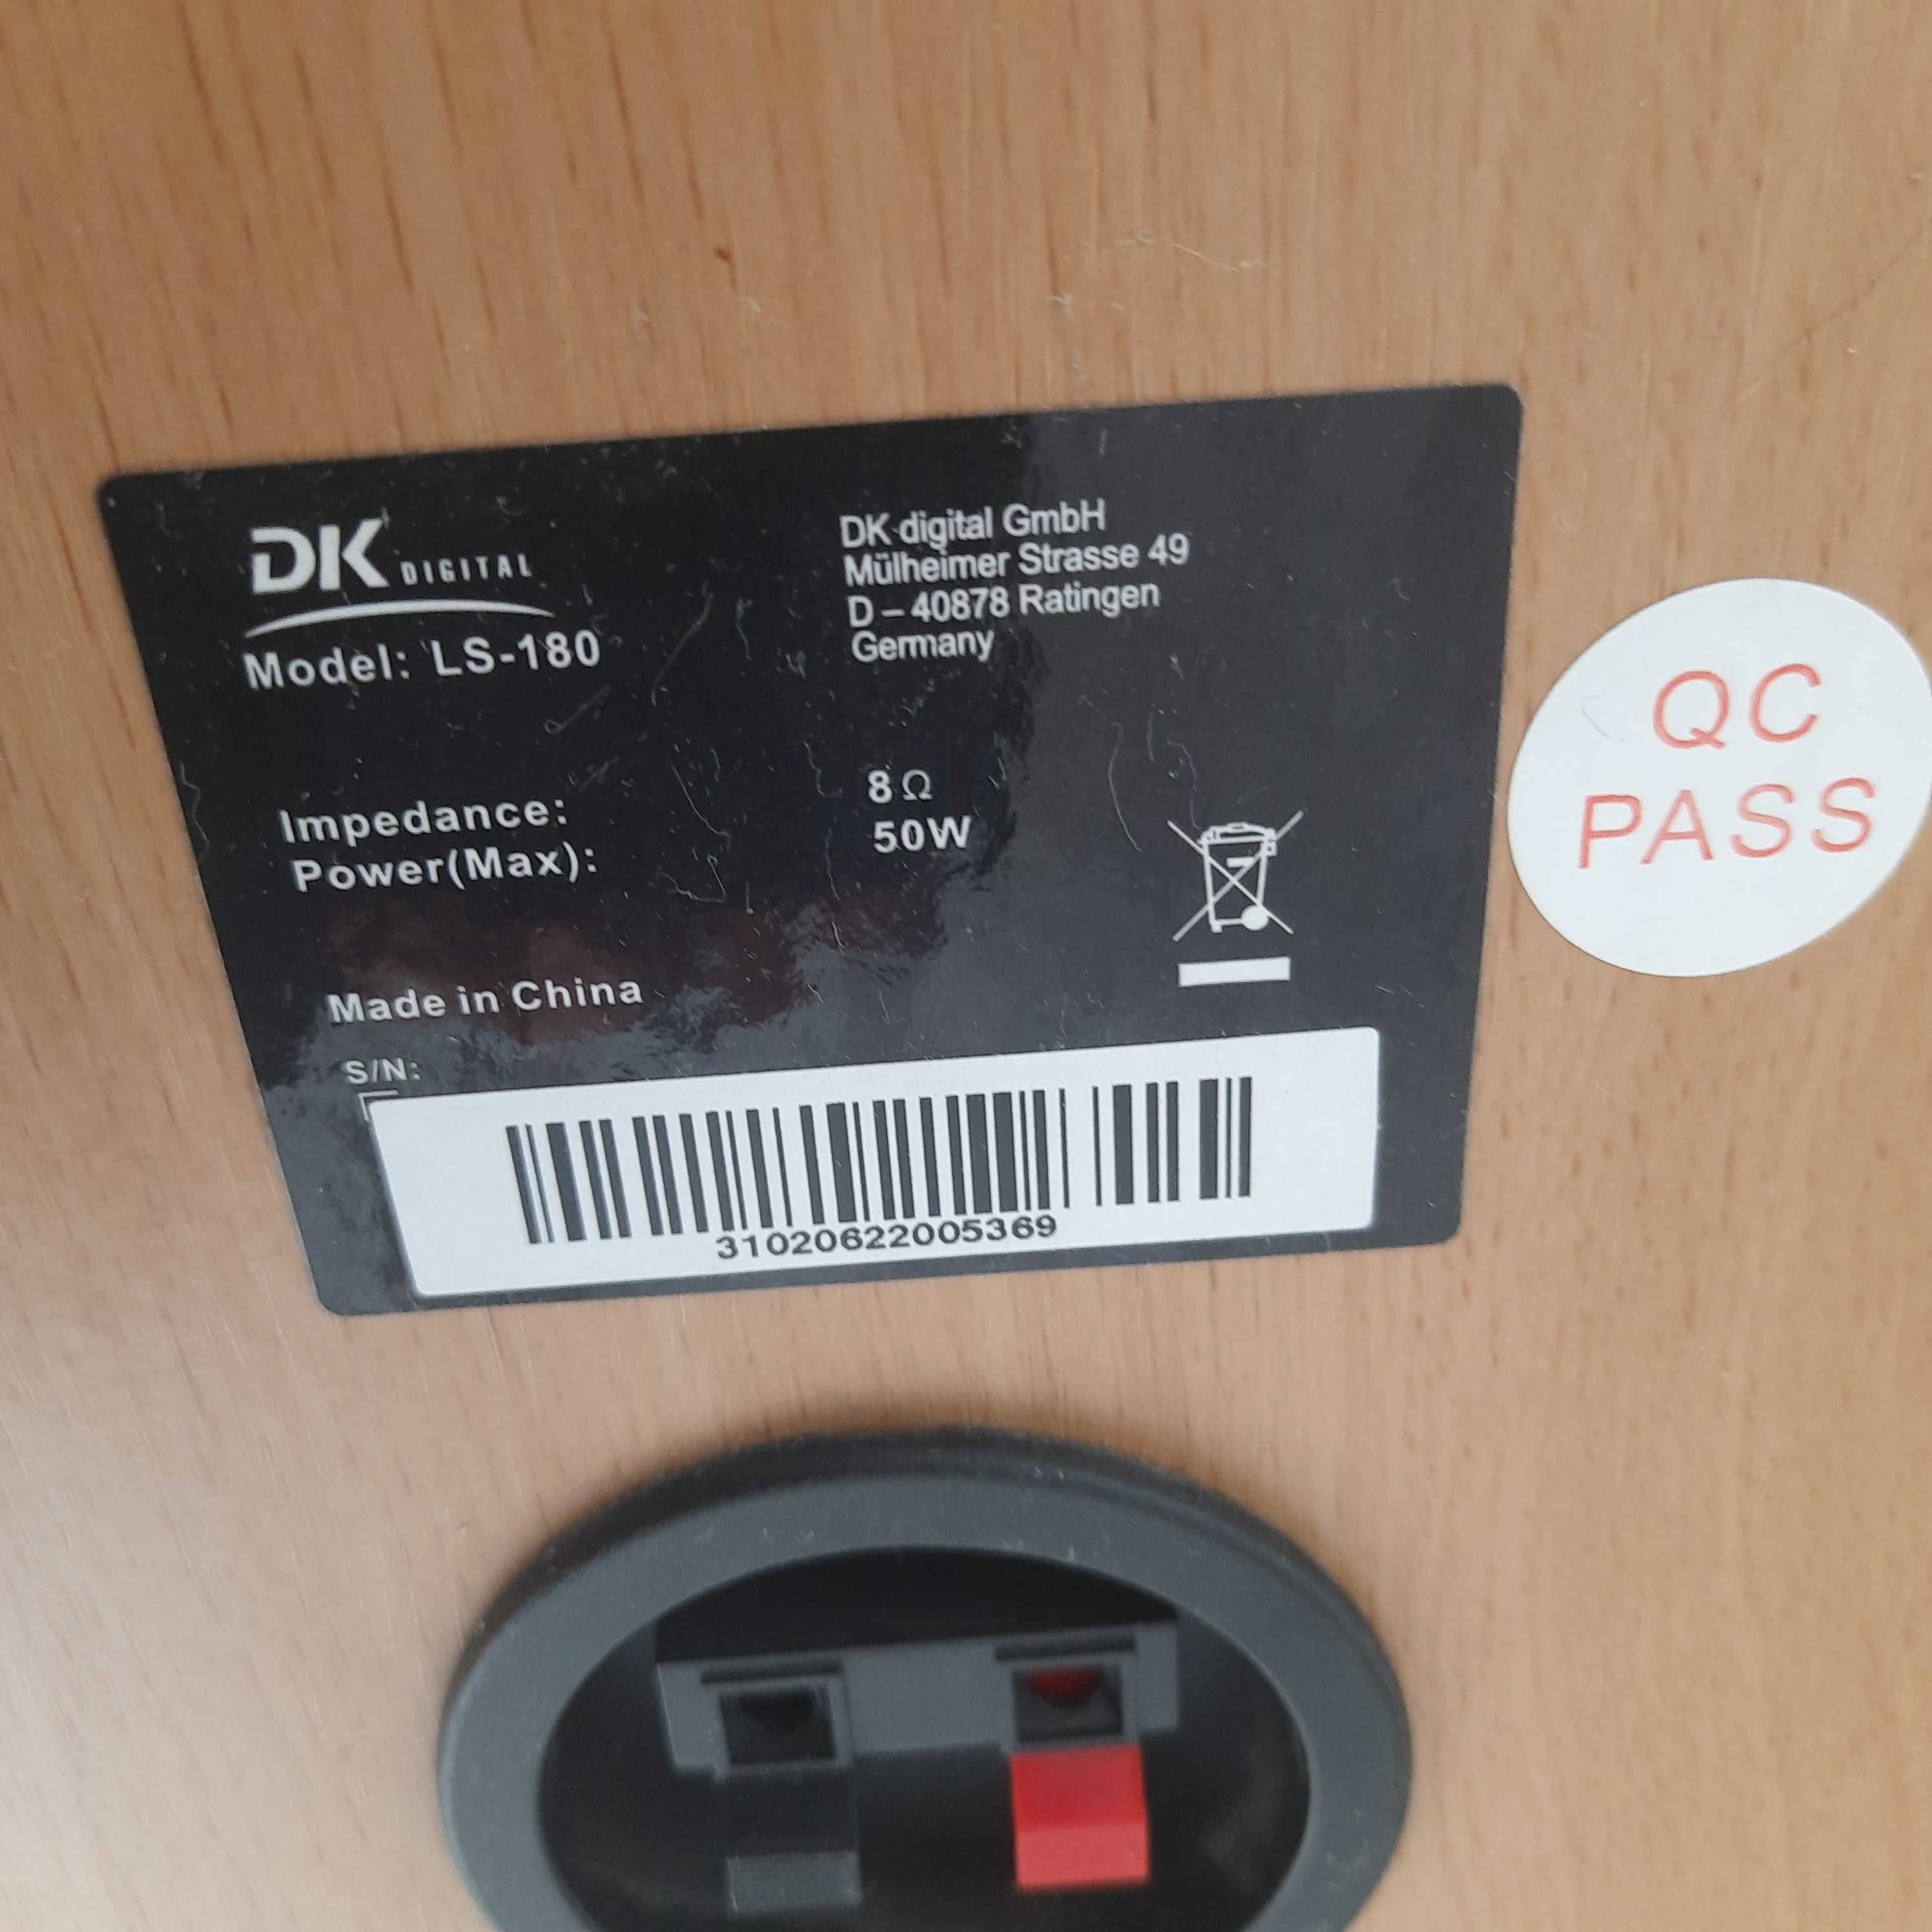 DK DIGITAL
Model: LS-180
DK digital GmbH
Mülheimer Strasse 49
D – 40878 Ratingen
Germany
Impedance: 8 Ω
Power(Max): 50W
Made in China
S/N:
31020622005369
QC
PASS